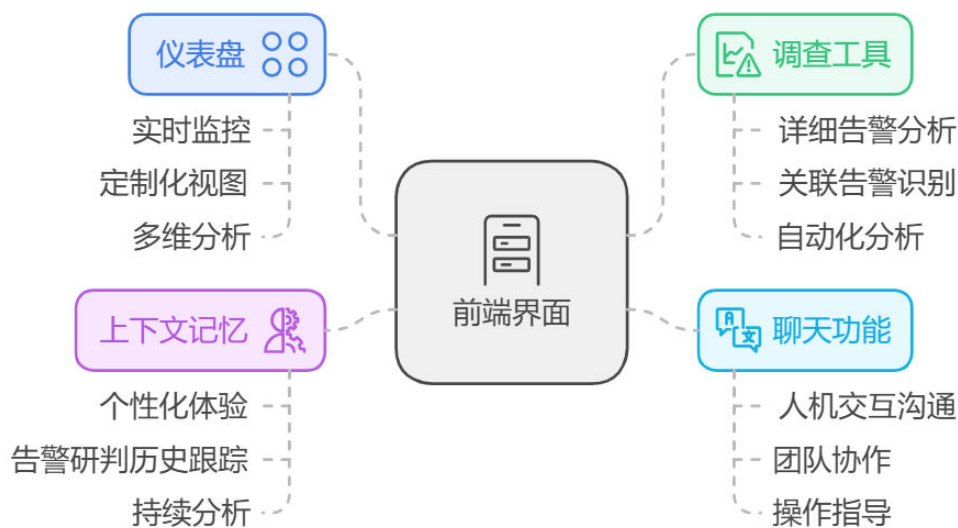 仪表盘
实时监控
定制化视图
多维分析
调查工具
详细告警分析
关联告警识别
自动化分析
前端界面
上下文记忆
个性化体验
告警研判历史跟踪
持续分析
聊天功能
人机交互沟通
团队协作
操作指导